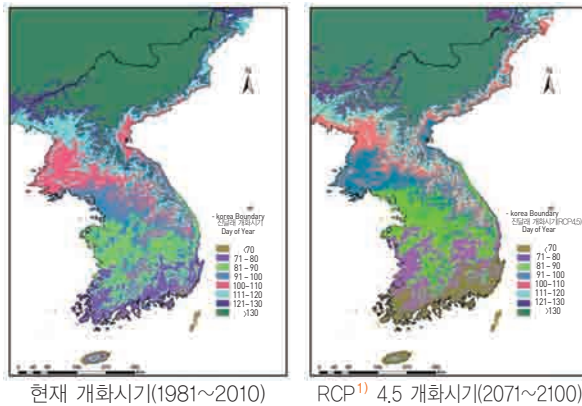 N
- korea Boundary
진달래 개화시기
Day of Year
<70
71 - 80
81 - 90
91 - 100
100-110
111-120
121-130
>130
현재 개화시기(1981~2010)
N
- korea Boundary
진달래 개화시기(RCP4.5)
Day of Year
<70
71 - 80
81 - 90
91 - 100
100-110
111-120
121-130
>130
RCP1) 4.5 개화시기(2071~2100)